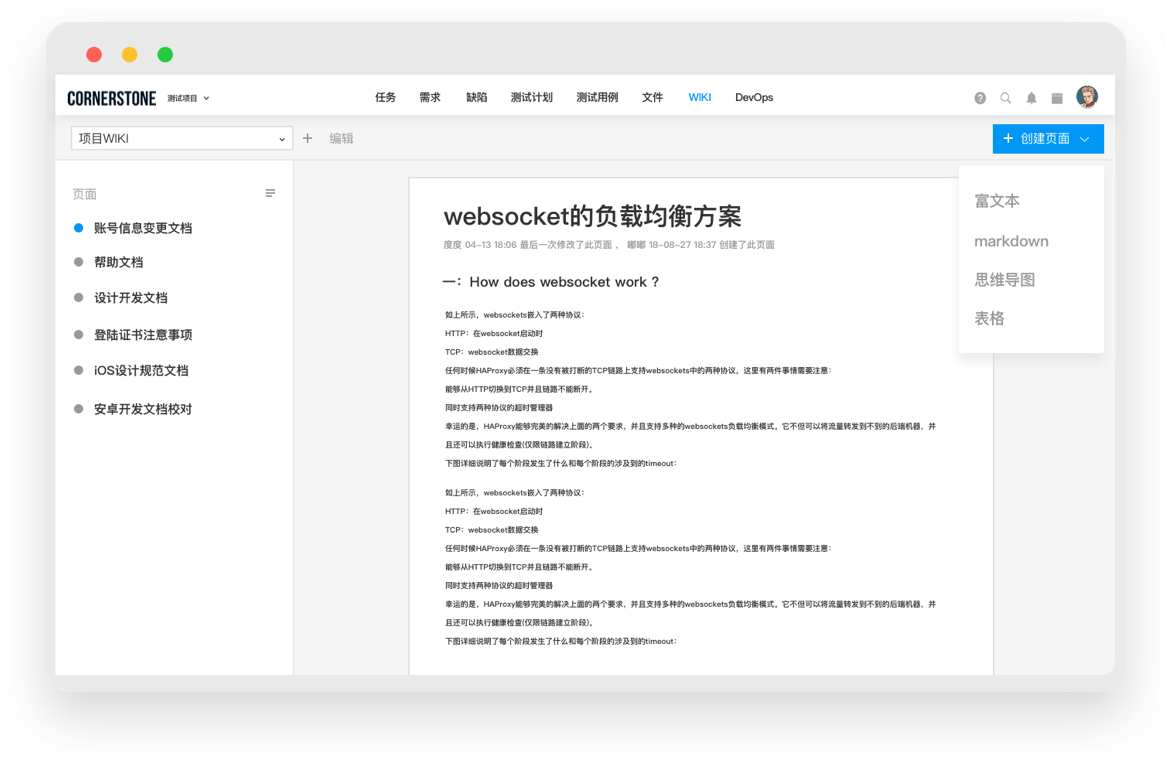 CORNERSTONE 测试项目 任务 需求 缺陷 测试计划 测试用例 文件 WIKI DevOps ?
项目WIKI + 编辑 + 创建页面
页面
账号信息变更文档
帮助文档
设计开发文档
登陆证书注意事项
iOS设计规范文档
安卓开发文档校对
websocket的负载均衡方案
度度 04-13 18:06 最后一次修改了此页面 ， 嘟嘟 18-08-27 18:37 创建了此页面
一：How does websocket work ?
如上所示，websockets嵌入了两种协议：
HTTP：在websocket启动时
TCP：websocket数据交换
任何时候HAProxy必须在一条没有被打断的TCP链路上支持websockets中的两种协议，这里有两件事情需要注意：
能够从HTTP切换到TCP并且链路不能断开。
同时支持两种协议的超时管理器
幸运的是，HAProxy能够完美的解决上面的两个要求，并且支持多种的websockets负载均衡模式。它不但可以将流量转发到不到的后端机器，并
且还可以执行健康检查(仅限链路建立阶段)。
下图详细说明了每个阶段发生了什么和每个阶段的涉及到的timeout：
如上所示，websockets嵌入了两种协议：
HTTP：在websocket启动时
TCP：websocket数据交换
任何时候HAProxy必须在一条没有被打断的TCP链路上支持websockets中的两种协议，这里有两件事情需要注意：
能够从HTTP切换到TCP并且链路不能断开。
同时支持两种协议的超时管理器
幸运的是，HAProxy能够完美的解决上面的两个要求，并且支持多种的websockets负载均衡模式。它不但可以将流量转发到不到的后端机器，并
且还可以执行健康检查(仅限链路建立阶段)。
下图详细说明了每个阶段发生了什么和每个阶段的涉及到的timeout：
富文本
markdown
思维导图
表格